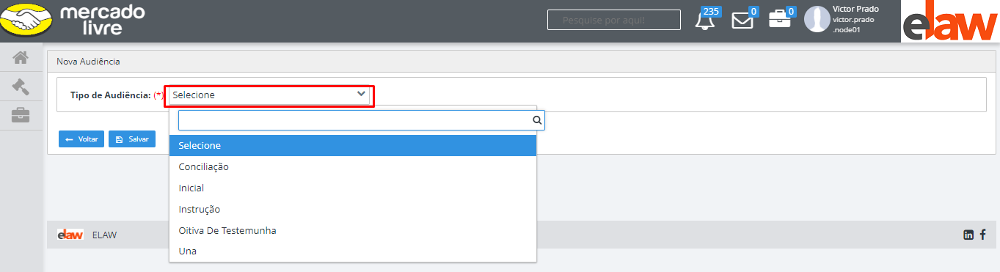 mercado
livre
Pesquise por aqui!
235
0
0
Victor Prado
victor.prado
.node01
elaw
Nova Audiência
Tipo de Audiência: (*)
Selecione
Voltar
Salvar
Selecione
Conciliação
Inicial
Instrução
Oitiva De Testemunha
Una
elaw ELAW